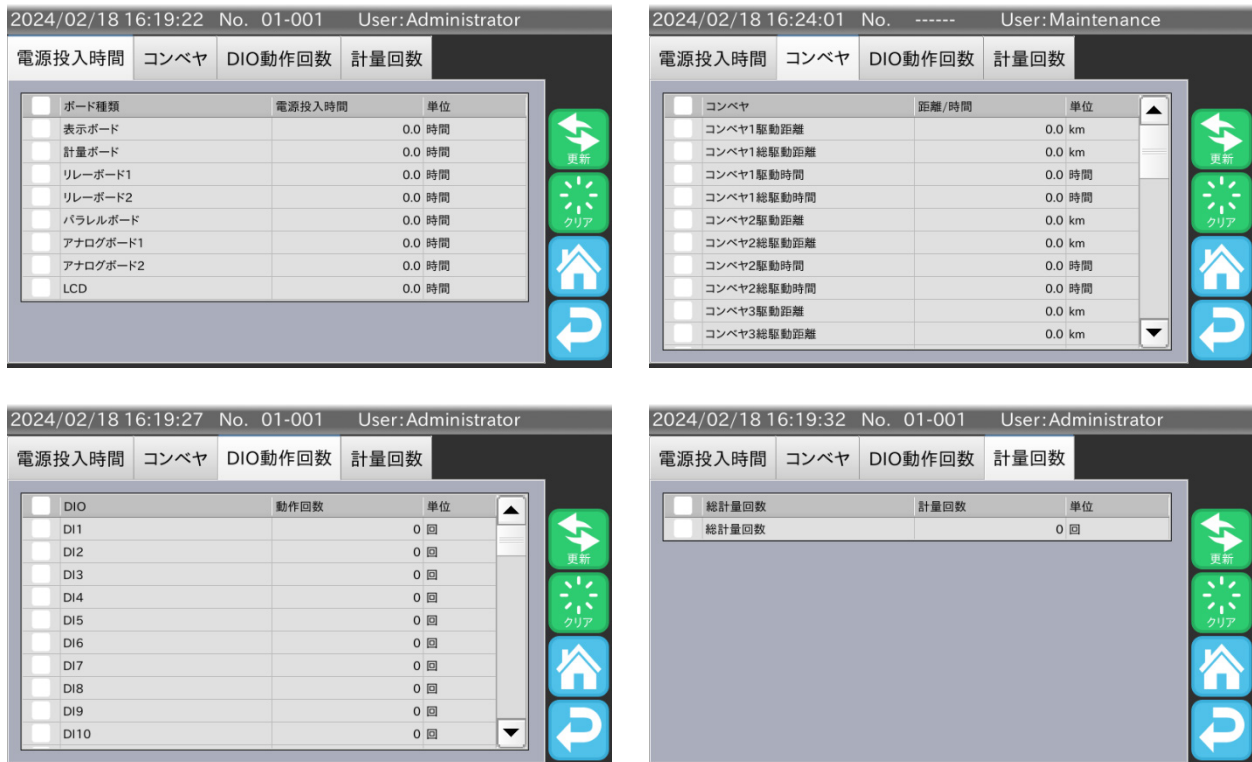 2024/02/18 16:19:22 No. 01-001 User:Administrator
電源投入時間 コンベヤ DIO動作回数 計量回数
ボード種類 電源投入時間 単位
表示ボード 0.0 時間
計量ボード 0.0 時間
リレーボード1 0.0 時間
リレーボード2 0.0 時間
パラレルボード 0.0 時間
アナログボード1 0.0 時間
アナログボード2 0.0 時間
LCD 0.0 時間
更新
クリア
2024/02/18 16:24:01 No. ------ User:Maintenance
電源投入時間 コンベヤ DIO動作回数 計量回数
コンベヤ 距離/時間 単位
コンベヤ1駆動距離 0.0 km
コンベヤ1総駆動距離 0.0 km
コンベヤ1駆動時間 0.0 時間
コンベヤ1総駆動時間 0.0 時間
コンベヤ2駆動距離 0.0 km
コンベヤ2総駆動距離 0.0 km
コンベヤ2駆動時間 0.0 時間
コンベヤ2総駆動時間 0.0 時間
コンベヤ3駆動距離 0.0 km
コンベヤ3総駆動距離 0.0 km
更新
クリア
2024/02/18 16:19:27 No. 01-001 User:Administrator
電源投入時間 コンベヤ DIO動作回数 計量回数
DIO 動作回数 単位
DI1 0 回
DI2 0 回
DI3 0 回
DI4 0 回
DI5 0 回
DI6 0 回
DI7 0 回
DI8 0 回
DI9 0 回
DI10 0 回
更新
クリア
2024/02/18 16:19:32 No. 01-001 User:Administrator
電源投入時間 コンベヤ DIO動作回数 計量回数
総計量回数 計量回数 単位
総計量回数 0 回
更新
クリア